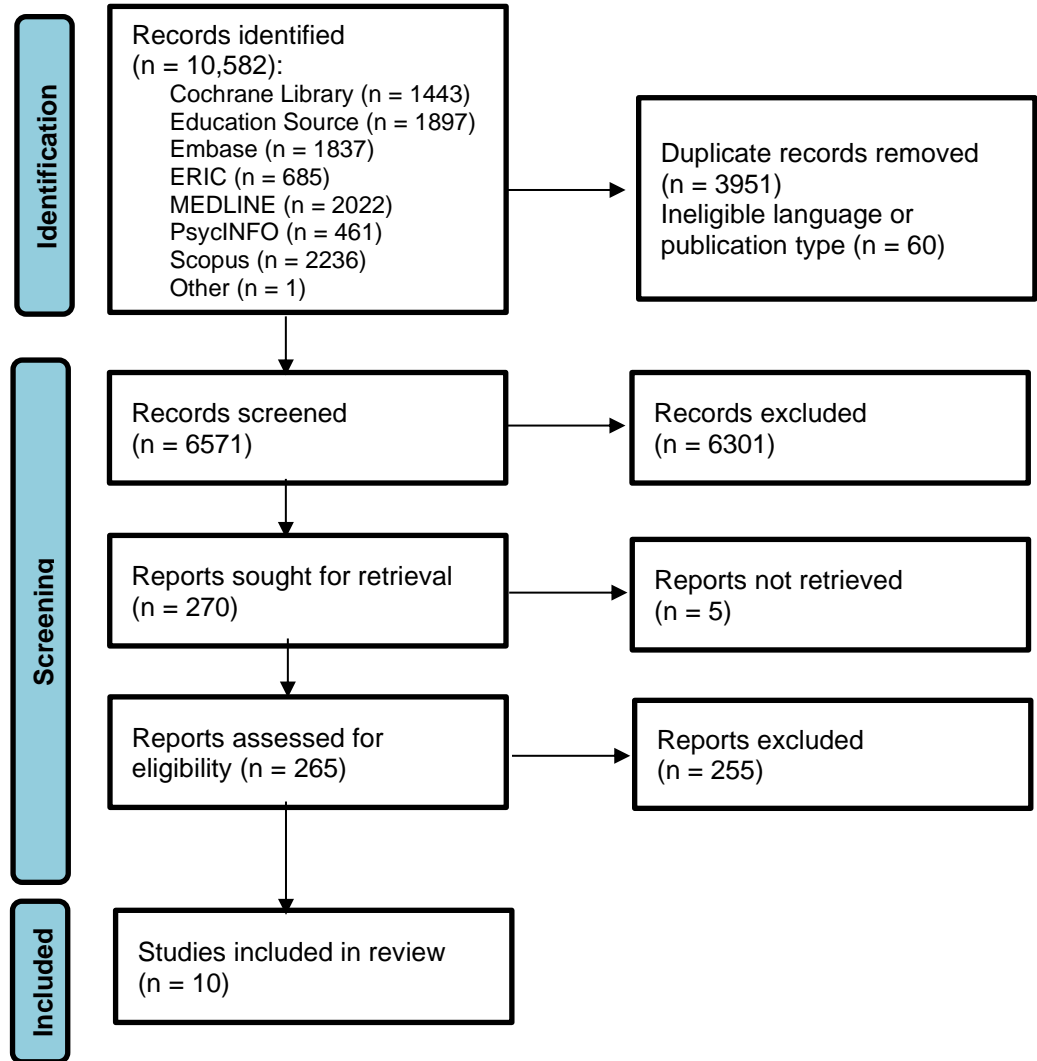 Identification
Records identified
(n = 10,582):
Cochrane Library (n = 1443)
Education Source (n = 1897)
Embase (n = 1837)
ERIC (n = 685)
MEDLINE (n = 2022)
PsycINFO (n = 461)
Scopus (n = 2236)
Other (n = 1)
Duplicate records removed
(n = 3951)
Ineligible language or
publication type (n = 60)
Screening
Records screened
(n = 6571)
Records excluded
(n = 6301)
Reports sought for retrieval
(n = 270)
Reports not retrieved
(n = 5)
Reports assessed for
eligibility (n = 265)
Reports excluded
(n = 255)
Included
Studies included in review
(n = 10)